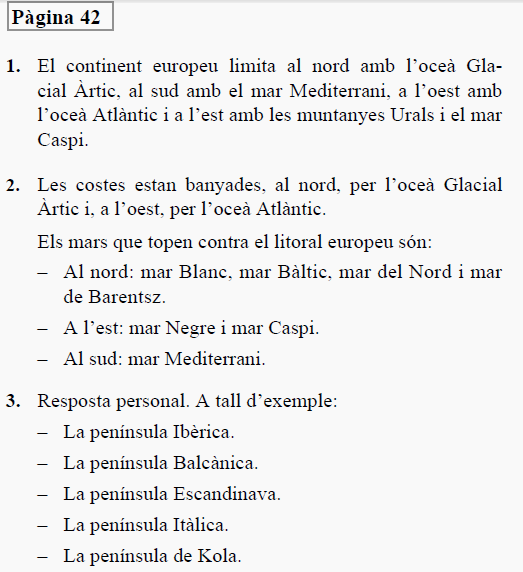 Pàgina 42
1. El continent europeu limita al nord amb l'oceà Gla-
cial Àrtic, al sud amb el mar Mediterrani, a l'oest amb
l'oceà Atlàntic i a l'est amb les muntanyes Urals i el mar
Caspi.
2. Les costes estan banyades, al nord, per l'oceà Glacial
Àrtic i, a l'oest, per l'oceà Atlàntic.
Els mars que topen contra el litoral europeu són:
– Al nord: mar Blanc, mar Bàltic, mar del Nord i mar
de Barentsz.
– A l'est: mar Negre i mar Caspi.
– Al sud: mar Mediterrani.
3. Resposta personal. A tall d'exemple:
– La península Ibèrica.
– La península Balcànica.
– La península Escandinava.
– La península Itàlica.
– La península de Kola.